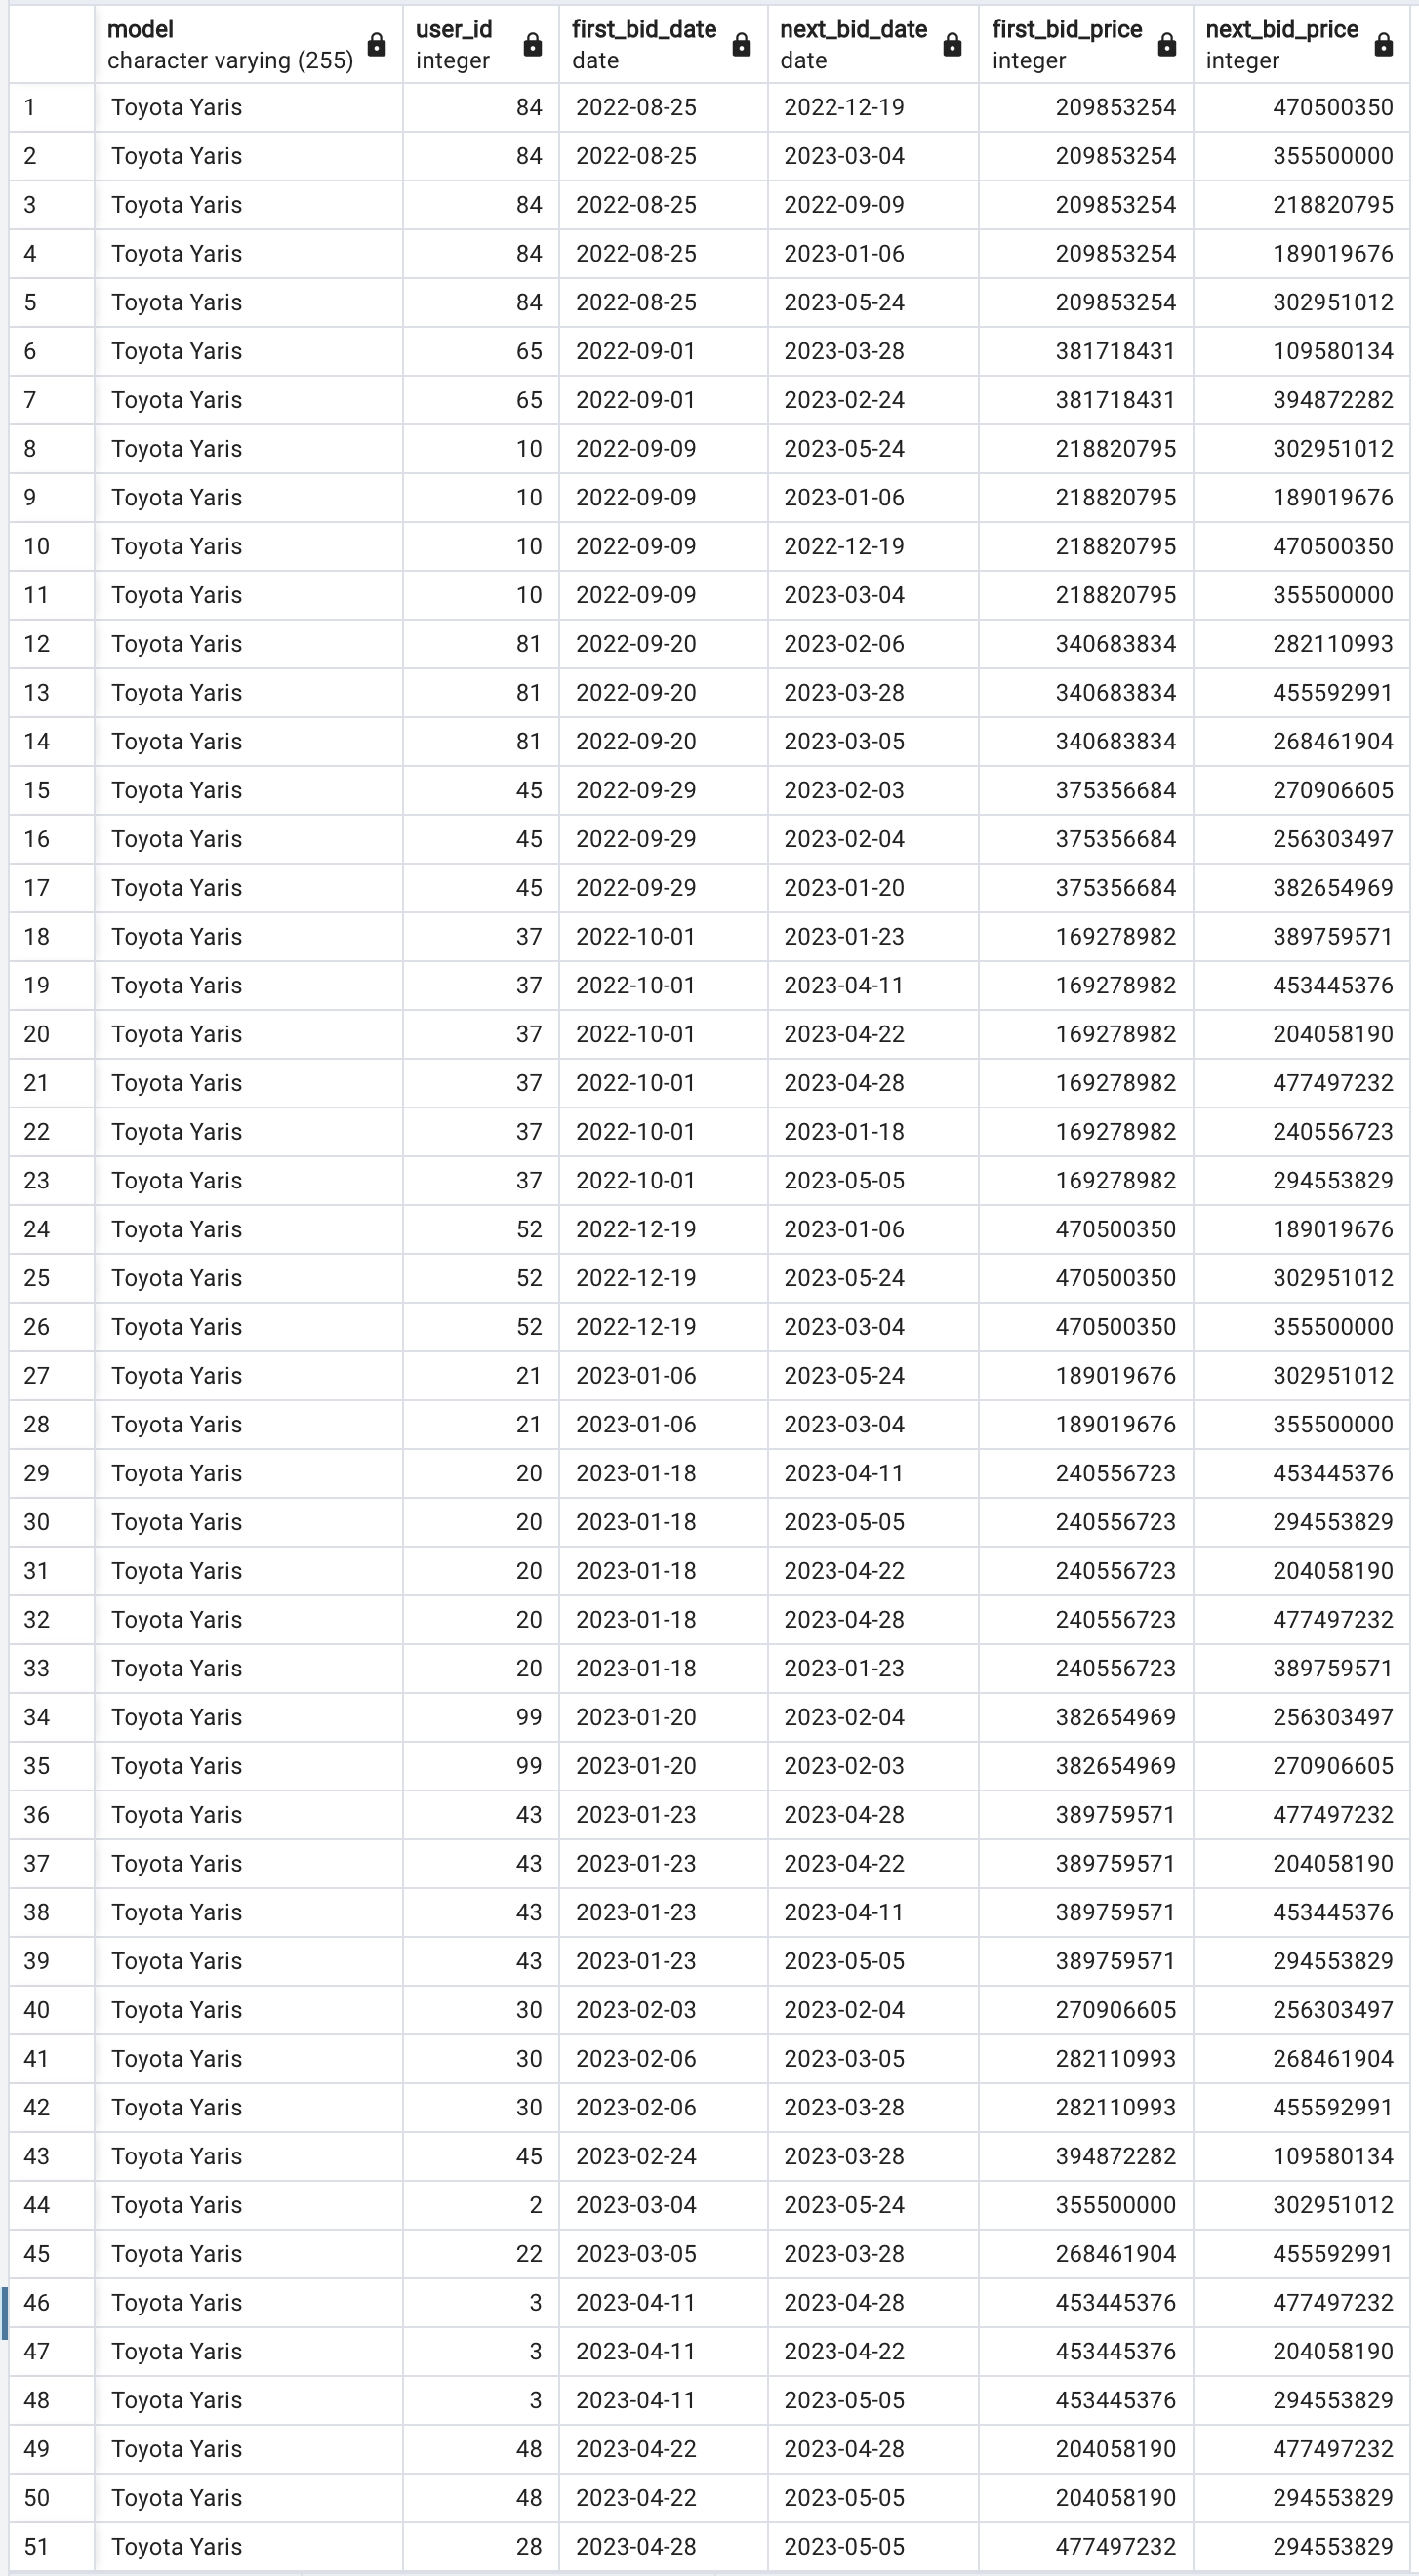 model user_id first_bid_date next_bid_date first_bid_price next_bid_price
character varying (255) integer date date integer integer
1 Toyota Yaris 84 2022-08-25 2022-12-19 209853254 470500350
2 Toyota Yaris 84 2022-08-25 2023-03-04 209853254 355500000
3 Toyota Yaris 84 2022-08-25 2022-09-09 209853254 218820795
4 Toyota Yaris 84 2022-08-25 2023-01-06 209853254 189019676
5 Toyota Yaris 84 2022-08-25 2023-05-24 209853254 302951012
6 Toyota Yaris 65 2022-09-01 2023-03-28 381718431 109580134
7 Toyota Yaris 65 2022-09-01 2023-02-24 381718431 394872282
8 Toyota Yaris 10 2022-09-09 2023-05-24 218820795 302951012
9 Toyota Yaris 10 2022-09-09 2023-01-06 218820795 189019676
10 Toyota Yaris 10 2022-09-09 2022-12-19 218820795 470500350
11 Toyota Yaris 10 2022-09-09 2023-03-04 218820795 355500000
12 Toyota Yaris 81 2022-09-20 2023-02-06 340683834 282110993
13 Toyota Yaris 81 2022-09-20 2023-03-28 340683834 455592991
14 Toyota Yaris 81 2022-09-20 2023-03-05 340683834 268461904
15 Toyota Yaris 45 2022-09-29 2023-02-03 375356684 270906605
16 Toyota Yaris 45 2022-09-29 2023-02-04 375356684 256303497
17 Toyota Yaris 45 2022-09-29 2023-01-20 375356684 382654969
18 Toyota Yaris 37 2022-10-01 2023-01-23 169278982 389759571
19 Toyota Yaris 37 2022-10-01 2023-04-11 169278982 453445376
20 Toyota Yaris 37 2022-10-01 2023-04-22 169278982 204058190
21 Toyota Yaris 37 2022-10-01 2023-04-28 169278982 477497232
22 Toyota Yaris 37 2022-10-01 2023-01-18 169278982 240556723
23 Toyota Yaris 37 2022-10-01 2023-05-05 169278982 294553829
24 Toyota Yaris 52 2022-12-19 2023-01-06 470500350 189019676
25 Toyota Yaris 52 2022-12-19 2023-05-24 470500350 302951012
26 Toyota Yaris 52 2022-12-19 2023-03-04 470500350 355500000
27 Toyota Yaris 21 2023-01-06 2023-05-24 189019676 302951012
28 Toyota Yaris 21 2023-01-06 2023-03-04 189019676 355500000
29 Toyota Yaris 20 2023-01-18 2023-04-11 240556723 453445376
30 Toyota Yaris 20 2023-01-18 2023-05-05 240556723 294553829
31 Toyota Yaris 20 2023-01-18 2023-04-22 240556723 204058190
32 Toyota Yaris 20 2023-01-18 2023-04-28 240556723 477497232
33 Toyota Yaris 20 2023-01-18 2023-01-23 240556723 389759571
34 Toyota Yaris 99 2023-01-20 2023-02-04 382654969 256303497
35 Toyota Yaris 99 2023-01-20 2023-02-03 382654969 270906605
36 Toyota Yaris 43 2023-01-23 2023-04-28 389759571 477497232
37 Toyota Yaris 43 2023-01-23 2023-04-22 389759571 204058190
38 Toyota Yaris 43 2023-01-23 2023-04-11 389759571 453445376
39 Toyota Yaris 43 2023-01-23 2023-05-05 389759571 294553829
40 Toyota Yaris 30 2023-02-03 2023-02-04 270906605 256303497
41 Toyota Yaris 30 2023-02-06 2023-03-05 282110993 268461904
42 Toyota Yaris 30 2023-02-06 2023-03-28 282110993 455592991
43 Toyota Yaris 45 2023-02-24 2023-03-28 394872282 109580134
44 Toyota Yaris 2 2023-03-04 2023-05-24 355500000 302951012
45 Toyota Yaris 22 2023-03-05 2023-03-28 268461904 455592991
46 Toyota Yaris 3 2023-04-11 2023-04-28 453445376 477497232
47 Toyota Yaris 3 2023-04-11 2023-04-22 453445376 204058190
48 Toyota Yaris 3 2023-04-11 2023-05-05 453445376 294553829
49 Toyota Yaris 48 2023-04-22 2023-04-28 204058190 477497232
50 Toyota Yaris 48 2023-04-22 2023-05-05 204058190 294553829
51 Toyota Yaris 28 2023-04-28 2023-05-05 477497232 294553829